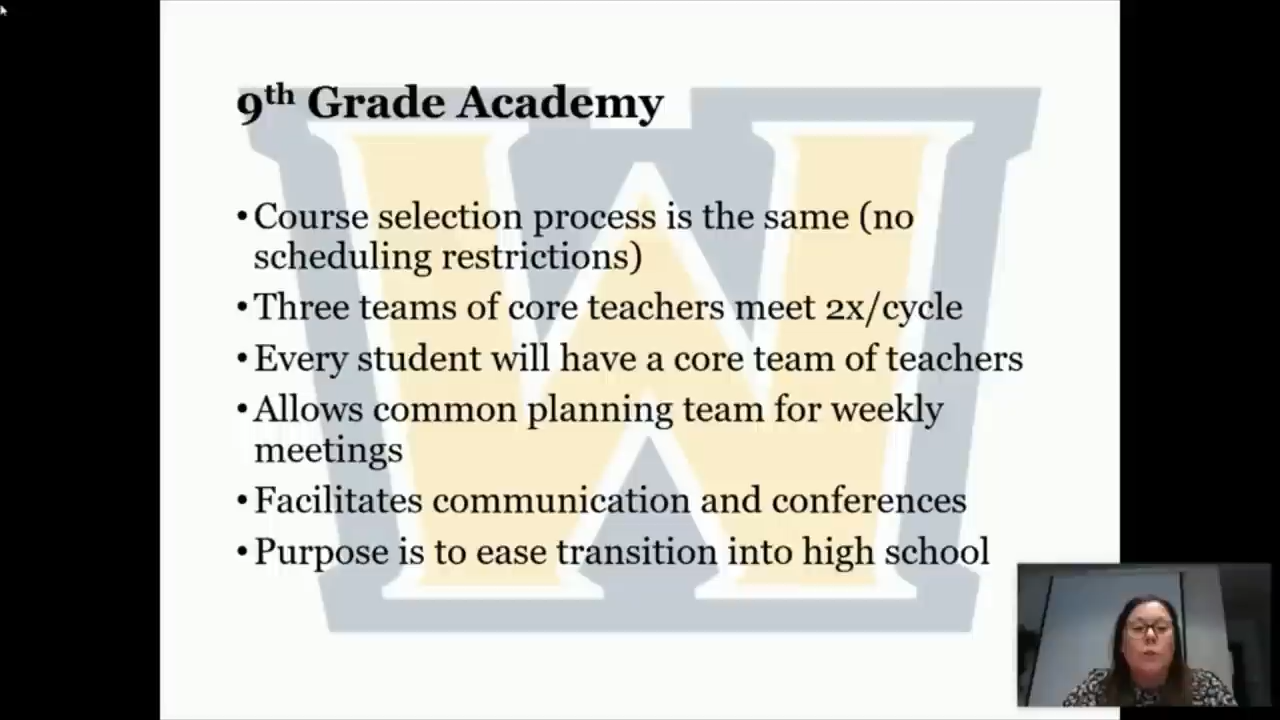 9th Grade Academy
•Course selection process is the same (no
scheduling restrictions)
•Three teams of core teachers meet 2x/cycle
•Every student will have a core team of teachers
•Allows common planning team for weekly
meetings
•Facilitates communication and conferences
•Purpose is to ease transition into high school